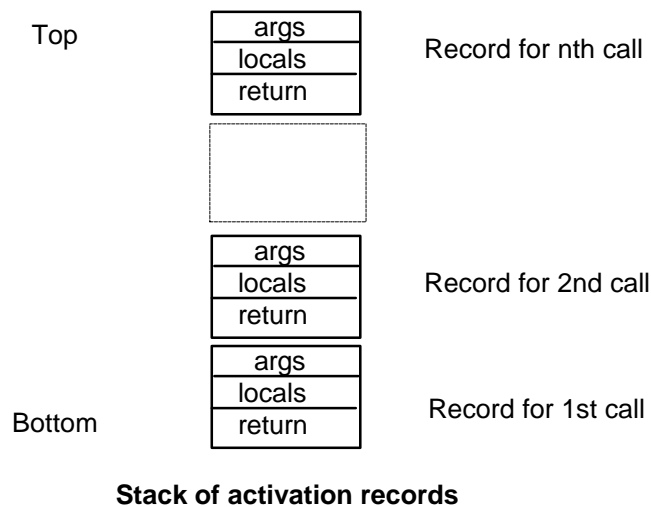 Top
args
locals
return
Record for nth call
args
locals
return
Record for 2nd call
args
locals
return
Record for 1st call
Bottom
Stack of activation records